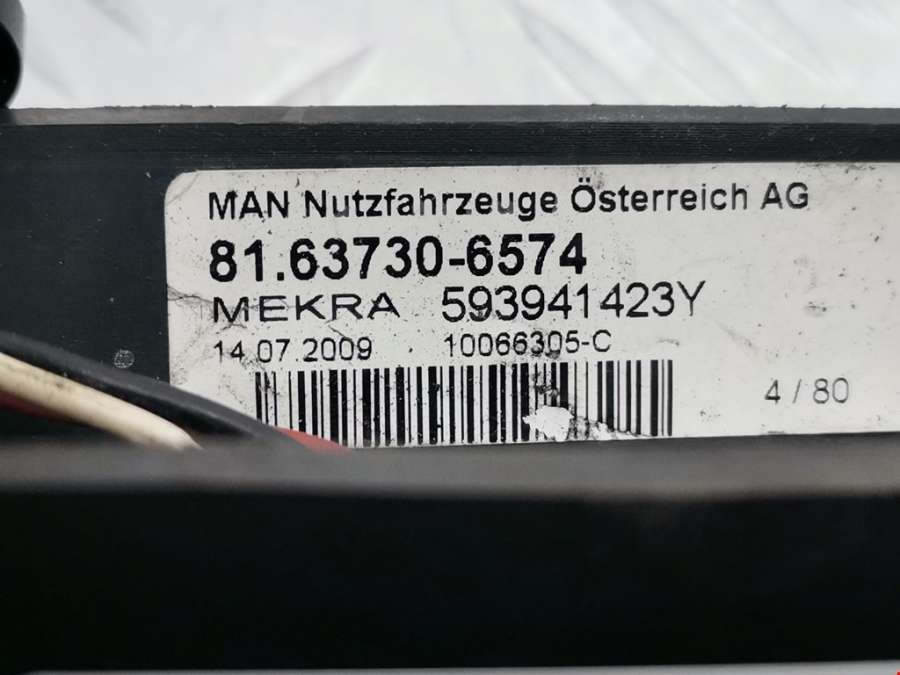 MAN Nutzfahrzeuge Österreich AG
81.63730-6574
MEKRA 593941423Y
14.07.2009 10066305-C
4 / 80